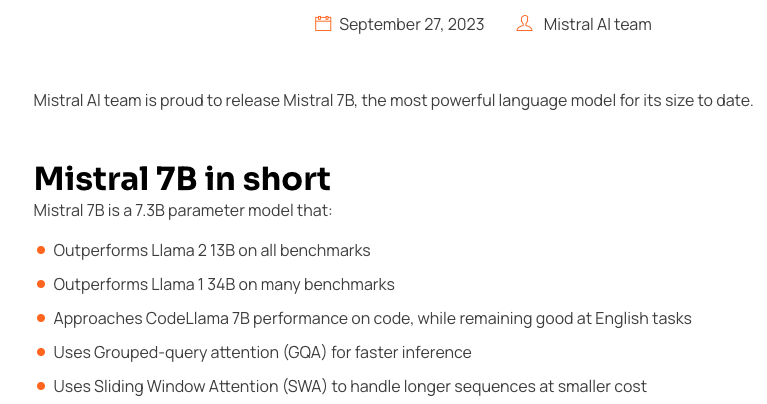 September 27, 2023 Mistral AI team
Mistral AI team is proud to release Mistral 7B, the most powerful language model for its size to date.
Mistral 7B in short
Mistral 7B is a 7.3B parameter model that:
Outperforms Llama 2 13B on all benchmarks
Outperforms Llama 1 34B on many benchmarks
Approaches CodeLlama 7B performance on code, while remaining good at English tasks
Uses Grouped-query attention (GQA) for faster inference
Uses Sliding Window Attention (SWA) to handle longer sequences at smaller cost